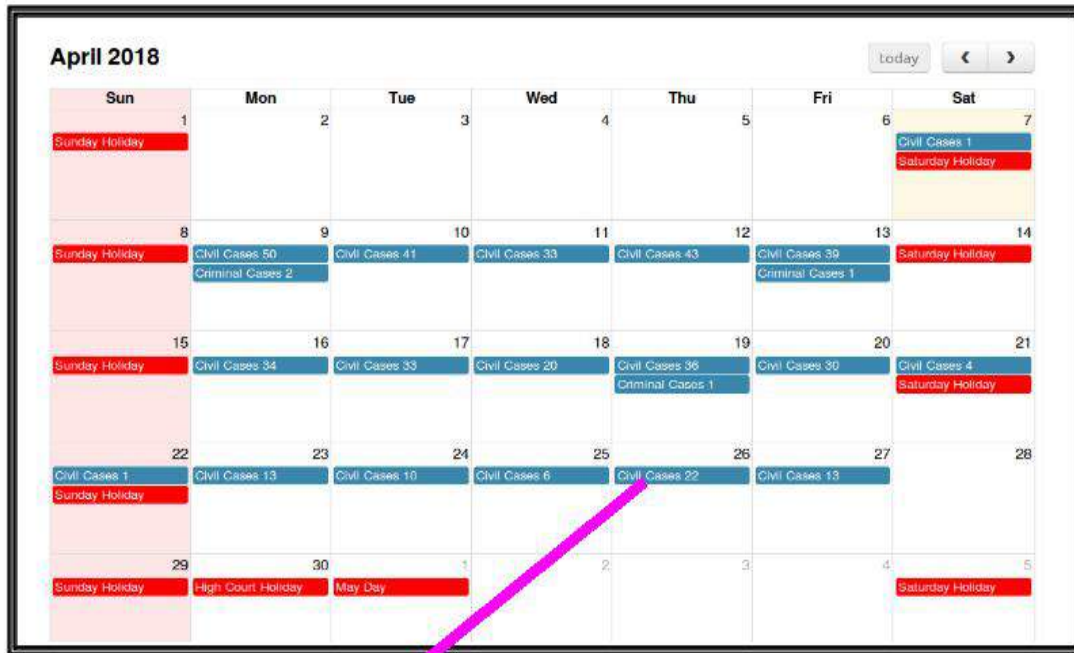 April 2018
today
Sun Mon Tue Wed Thu Fri Sat
1 2 3 4 5 6 7
Sunday Holiday Civil Cases 1
Saturday Holiday
8 9 10 11 12 13 14
Sunday Holiday Civil Cases 50 Civil Cases 41 Civil Cases 33 Civil Cases 43 Civil Cases 39 Saturday Holiday
Criminal Cases 2 Criminal Cases 1
15 16 17 18 19 20 21
Sunday Holiday Civil Cases 34 Civil Cases 33 Civil Cases 20 Civil Cases 36 Civil Cases 30 Civil Cases 4
Criminal Cases 1 Saturday Holiday
22 23 24 25 26 27 28
Civil Cases 1 Civil Cases 13 Civil Cases 10 Civil Cases 6 Civil Cases 22 Civil Cases 13
Sunday Holiday
29 30 1 2 3 4 5
Sunday Holiday High Court Holiday May Day Saturday Holiday